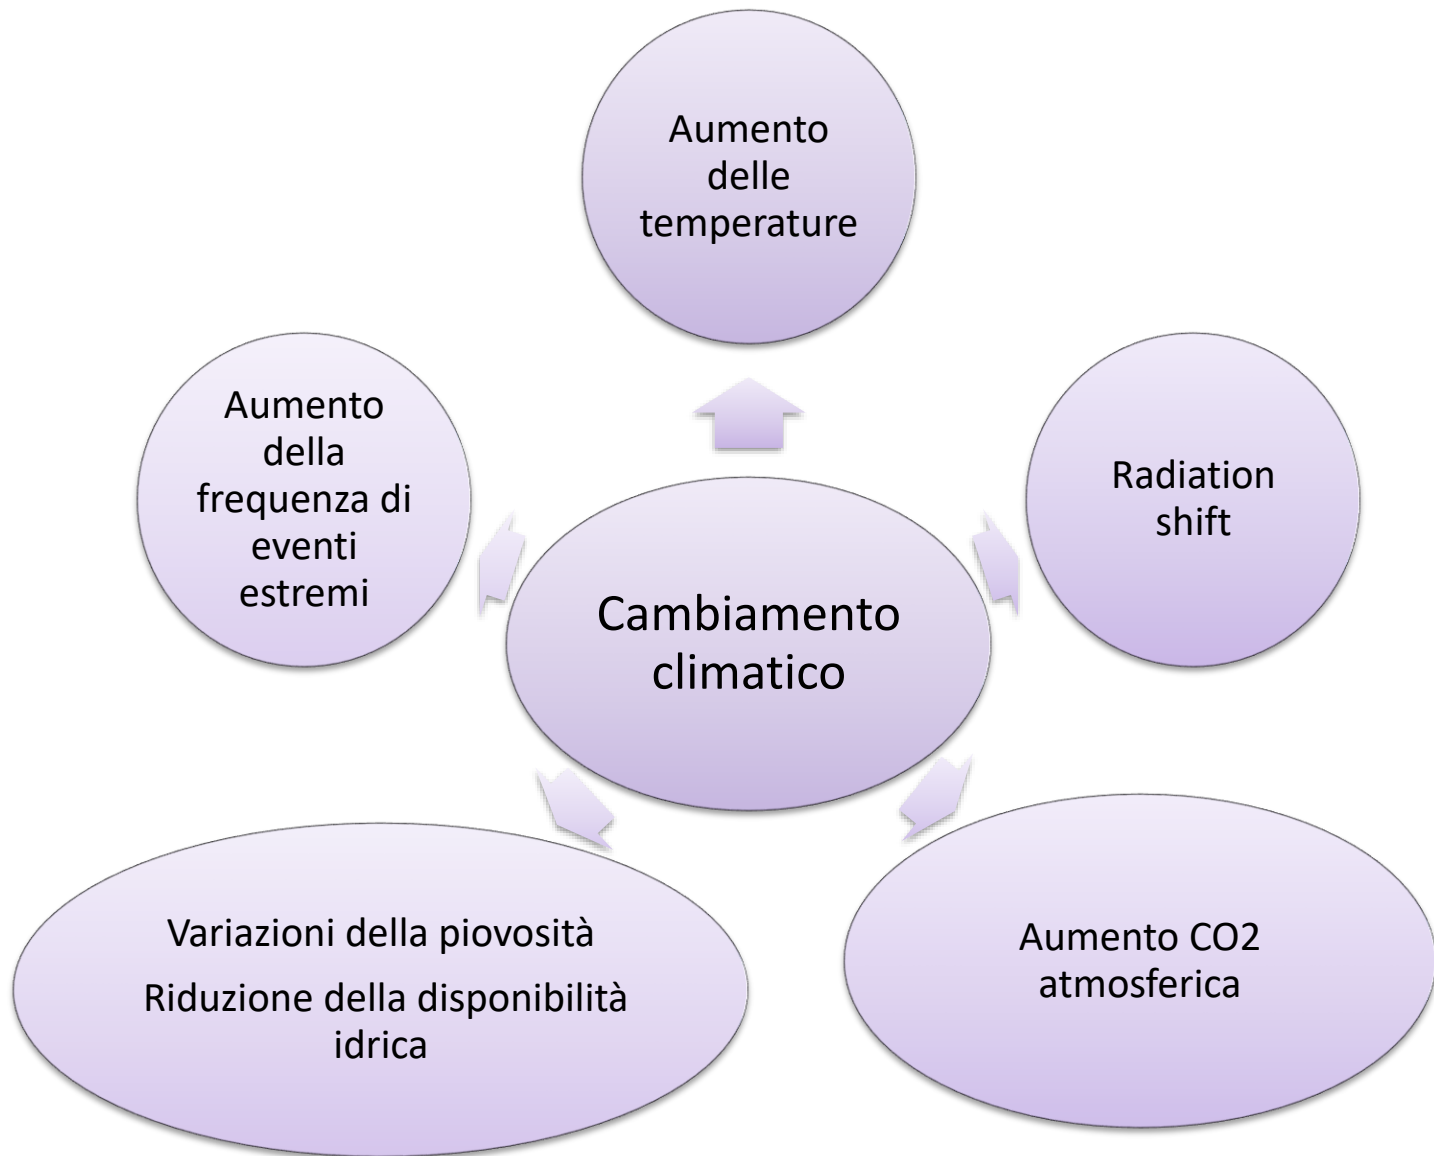 Aumento
delle
temperature
Aumento
della
frequenza di
eventi
estremi
Radiation
shift
Cambiamento
climatico
Variazioni della piovosità
Riduzione della disponibilità
idrica
Aumento CO2
atmosferica